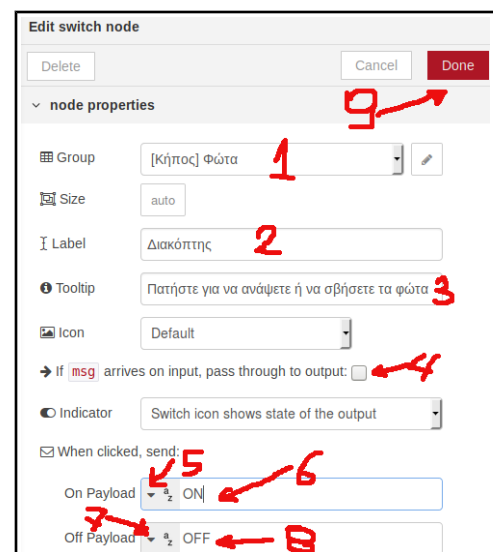 Edit switch node
Delete Cancel Done
9
node properties
Group [Κήπος] Φώτα 1
Size auto
Label Διακόπτης 2
Tooltip Πατήστε για να ανάψετε ή να σβήσετε τα φώτα 3
Icon Default
If msg arrives on input, pass through to output: 4
Indicator Switch icon shows state of the output
When clicked, send: 5 6
On Payload az ON
7
Off Payload az OFF 8